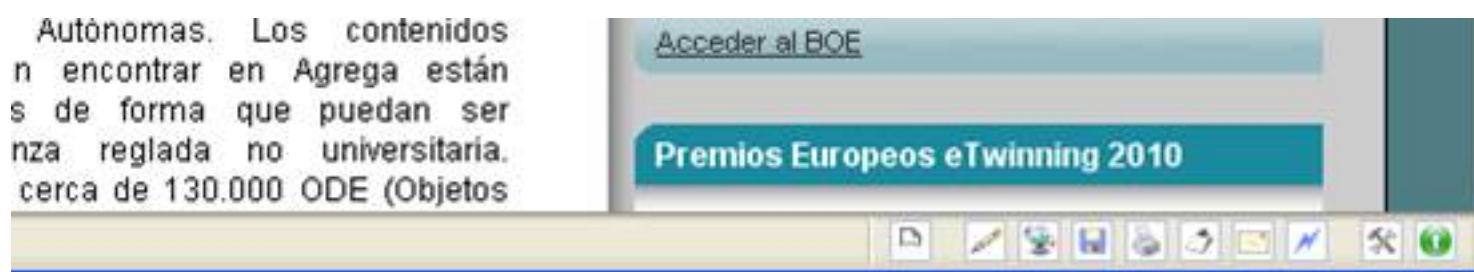 Autónomas. Los contenidos
n encontrar en Agrega están
s de forma que puedan ser
nza reglada no universitaria.
cerca de 130.000 ODE (Objetos
Acceder al BOE
Premios Europeos eTwinning 2010